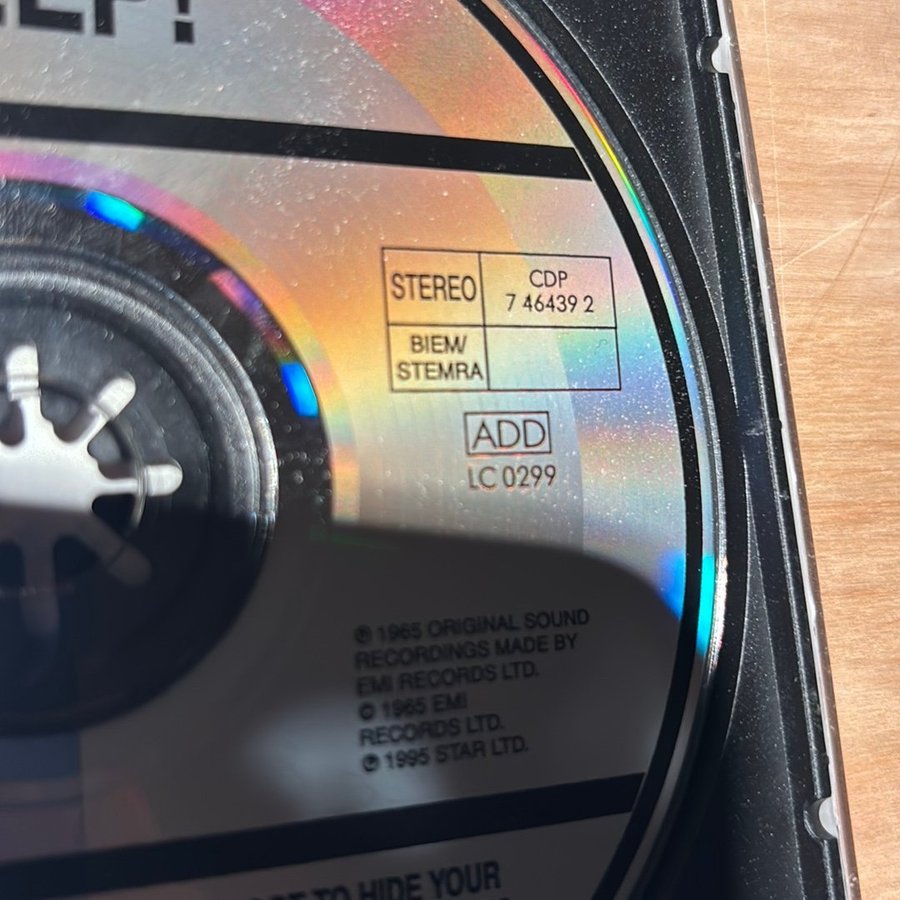 ELP!
STEREO
CDP
7 46439 2
BIEM/
STEMRA
ADD
LC 0299
℗ 1965 ORIGINAL SOUND
RECORDINGS MADE BY
EMI RECORDS LTD.
© 1965 EMI
RECORDS LTD.
℗ 1995 STAR LTD.
TO HIDE YOUR